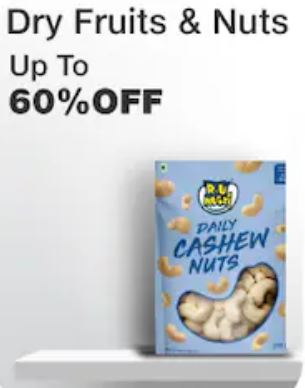 Dry Fruits & Nuts
Up To
60%OFF
DAILY
CASHEW
NUTS